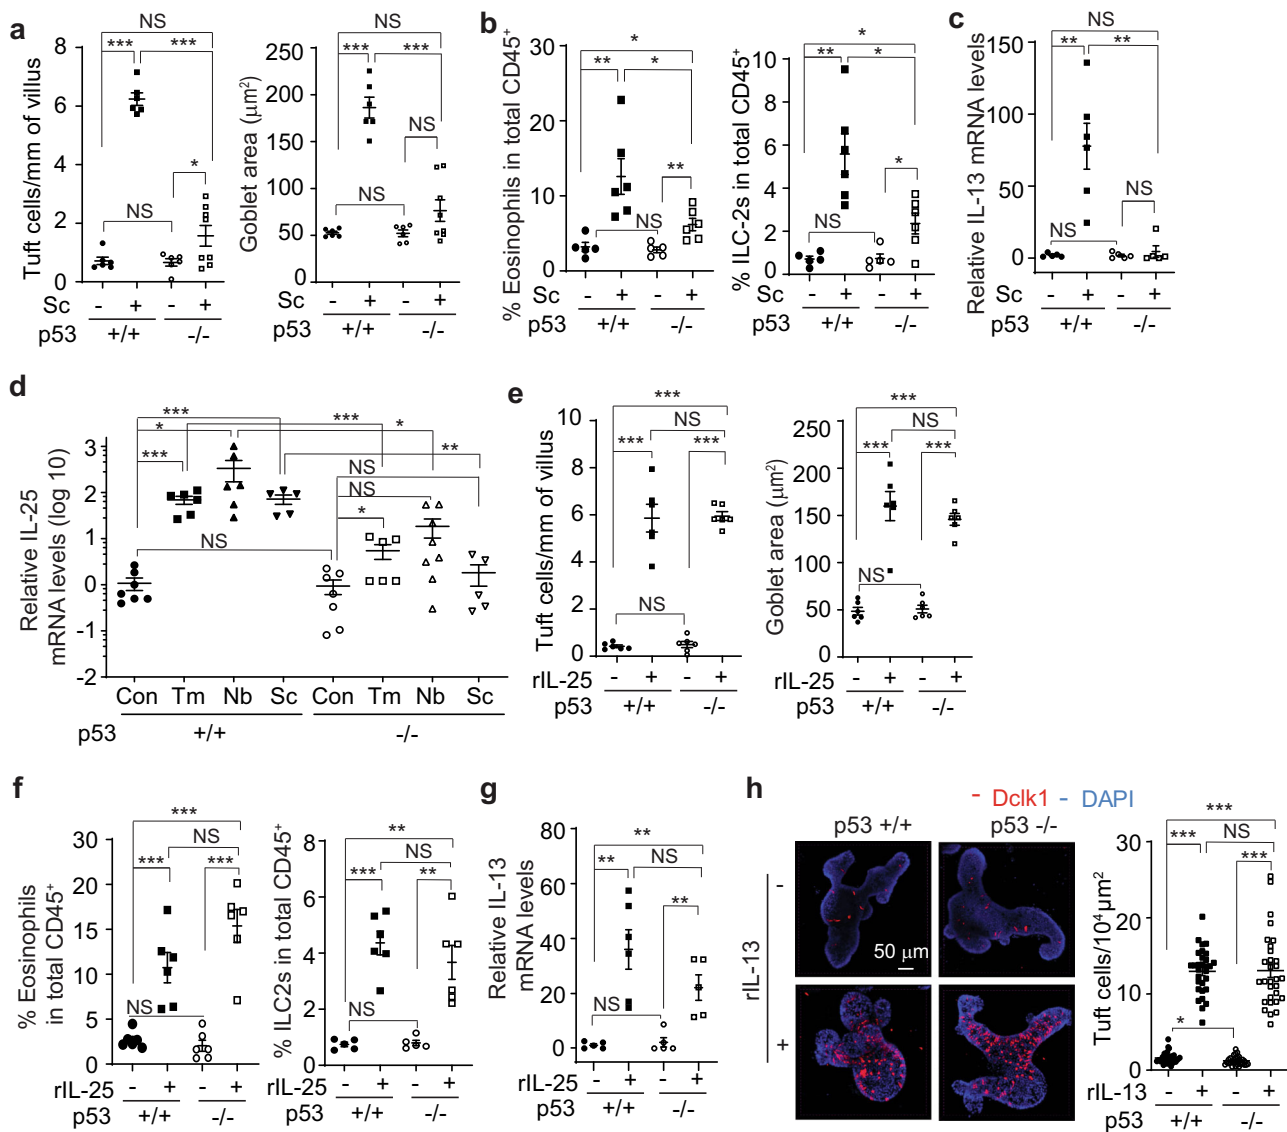 a
Tuft cells/mm of villus
8
6
4
2
0
NS
*** ***
*
NS
Sc - + - +
p53 +/+ -/-
Goblet area (µm2)
250
200
150
100
50
0
NS
*** ***
NS
NS
- + - +
+/+ -/-
b
% Eosinophils in total CD45+
30
20
10
0
*
** *
**
NS
Sc - + - +
p53 +/+ -/-
% ILC-2s in total CD45+
10
8
6
4
2
0
*
** *
*
NS
Sc - + - +
p53 +/+ -/-
c
Relative IL-13 mRNA levels
150
100
50
0
NS
** **
NS
NS
Sc - + - +
p53 +/+ -/-
d
Relative IL-25
mRNA levels (log 10)
3
2
1
0
-1
-2
***
*
***
***
*
**
NS
NS
*
NS
Con Tm Nb Sc Con Tm Nb Sc
p53 +/+ -/-
e
Tuft cells/mm of villus
10
8
6
4
2
0
***
NS
*** ***
NS
rIL-25 - + - +
p53 +/+ -/-
Goblet area (µm2)
250
200
150
100
50
0
***
NS
*** ***
NS
rIL-25 - + - +
p53 +/+ -/-
f
% Eosinophils
in total CD45+
30
20
10
5
0
***
NS
*** ***
NS
rIL-25 - + - +
p53 +/+ -/-
% ILC2s in total CD45+
8
6
4
2
0
**
NS
*** **
NS
- + - +
+/+ -/-
g
Relative IL-13
mRNA levels
80
60
40
20
0
**
NS
** **
NS
rIL-25 - + - +
p53 +/+ -/-
h
- Dclk1 - DAPI
p53 +/+ p53 -/-
rIL-13
-
+
50 µm
Tuft cells/10⁴µm2
30
20
10
0
***
NS
*** ***
*
rIL-13 - + - +
p53 +/+ -/-